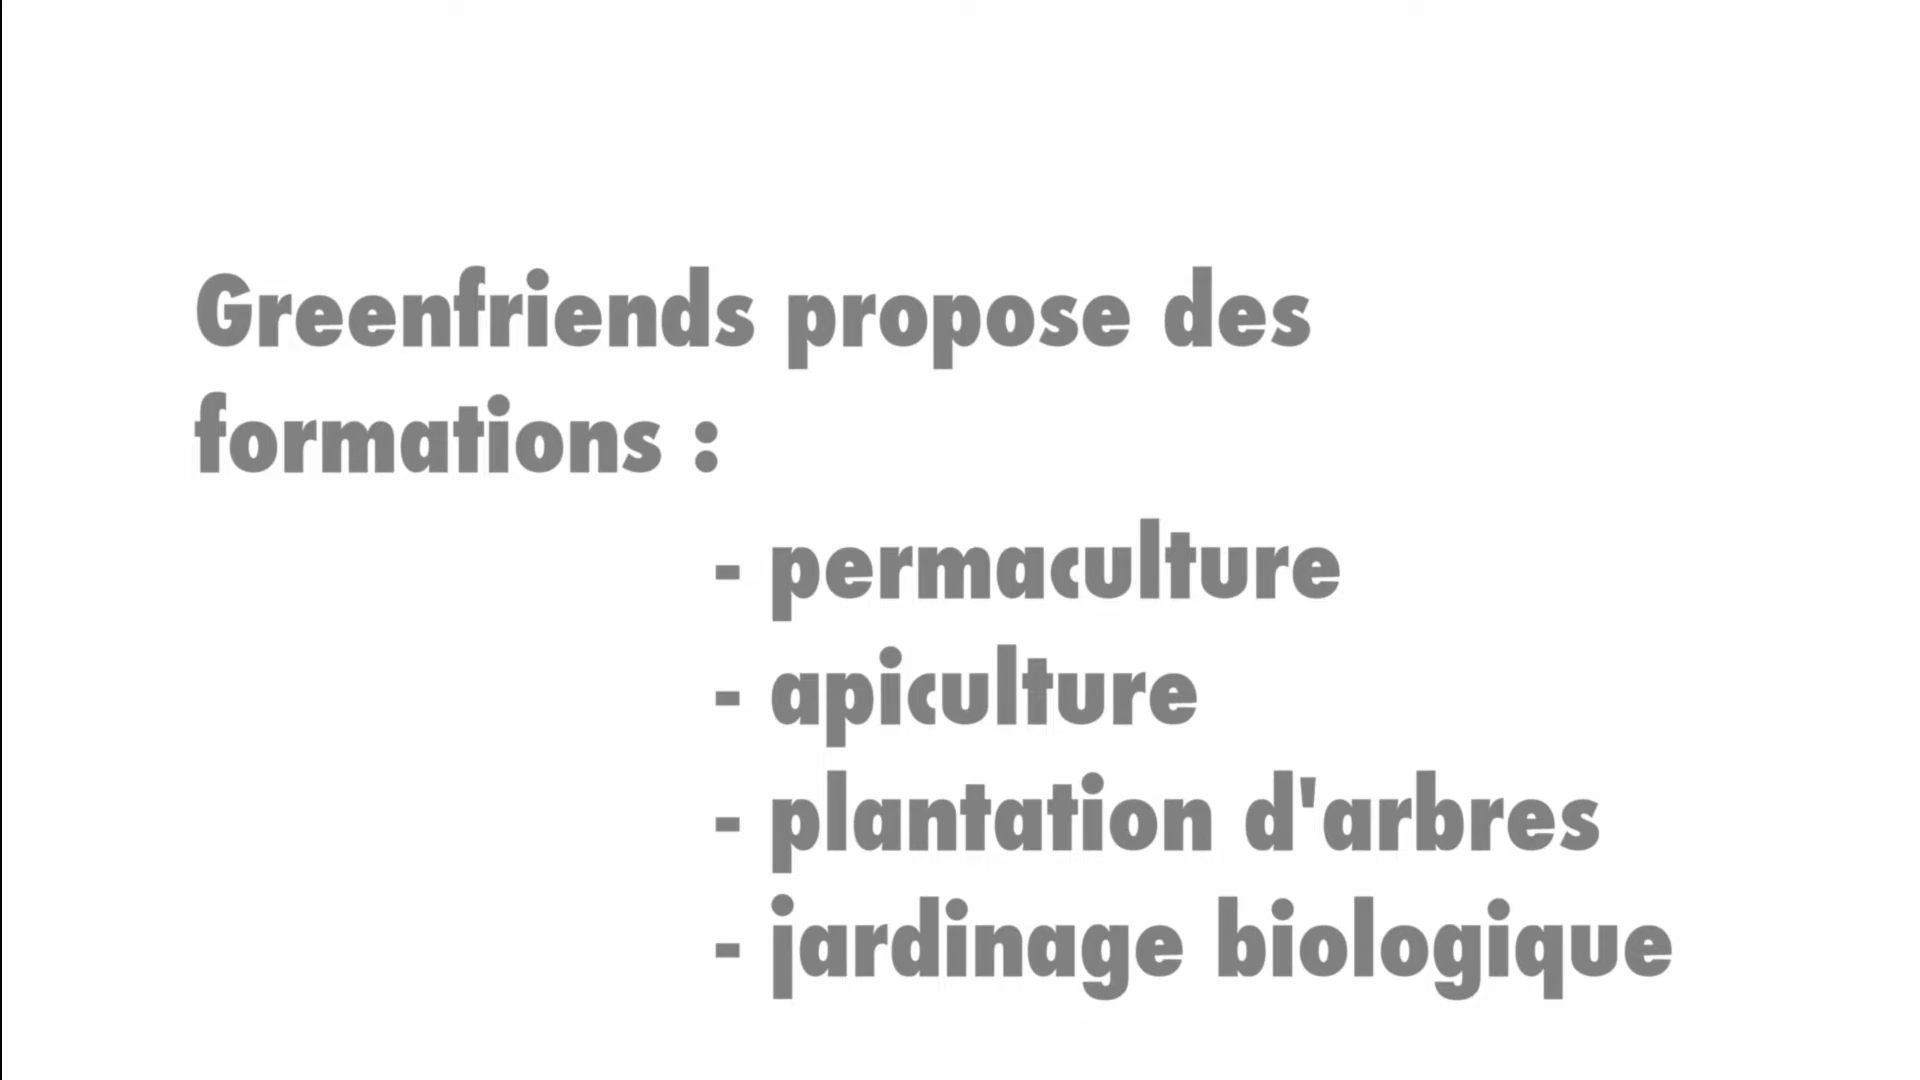 Greenfriends propose des
formations :
- permaculture
- apiculture
- plantation d'arbres
- jardinage biologique